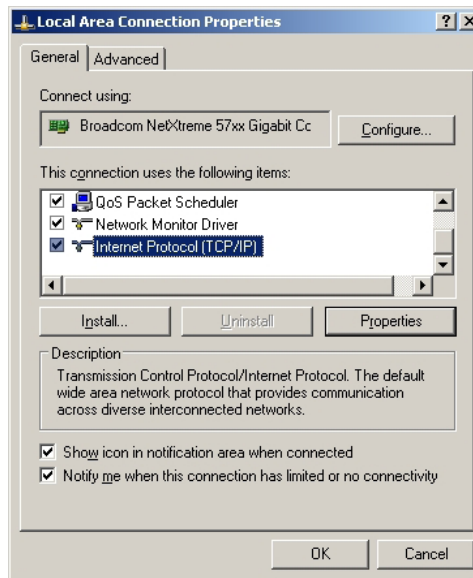 Local Area Connection Properties
General Advanced
Connect using:
Broadcom NetXtreme 57xx Gigabit Cc
Configure...
This connection uses the following items:
QoS Packet Scheduler
Network Monitor Driver
Internet Protocol (TCP/IP)
Install... Uninstall Properties
Description
Transmission Control Protocol/Internet Protocol. The default
wide area network protocol that provides communication
across diverse interconnected networks.
Show icon in notification area when connected
Notify me when this connection has limited or no connectivity
OK Cancel